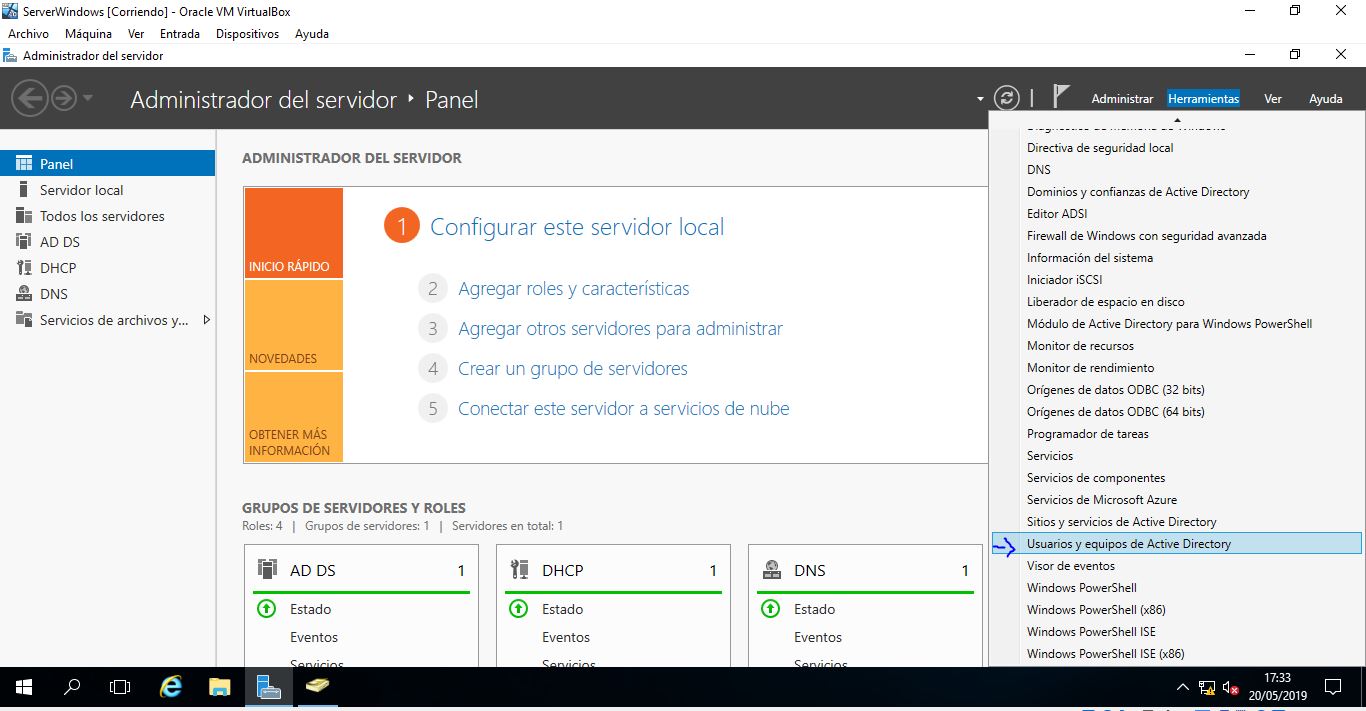 ServerWindows [Corriendo] - Oracle VM VirtualBox
Archivo Máquina Ver Entrada Dispositivos Ayuda
Administrador del servidor
Administrador del servidor ‣ Panel
Administrar Herramientas Ver Ayuda
Panel
Servidor local
Todos los servidores
AD DS
DHCP
DNS
Servicios de archivos y...
ADMINISTRADOR DEL SERVIDOR
INICIO RÁPIDO
NOVEDADES
OBTENER MÁS
INFORMACIÓN
1 Configurar este servidor local
2 Agregar roles y características
3 Agregar otros servidores para administrar
4 Crear un grupo de servidores
5 Conectar este servidor a servicios de nube
GRUPOS DE SERVIDORES Y ROLES
Roles: 4 | Grupos de servidores: 1 | Servidores en total: 1
AD DS 1
Estado
Eventos
Servicios
DHCP 1
Estado
Eventos
Servicios
DNS 1
Estado
Eventos
Servicios
Diagnóstico de memoria de Windows
Directiva de seguridad local
DNS
Dominios y confianzas de Active Directory
Editor ADSI
Firewall de Windows con seguridad avanzada
Información del sistema
Iniciador iSCSI
Liberador de espacio en disco
Módulo de Active Directory para Windows PowerShell
Monitor de recursos
Monitor de rendimiento
Orígenes de datos ODBC (32 bits)
Orígenes de datos ODBC (64 bits)
Programador de tareas
Servicios
Servicios de componentes
Servicios de Microsoft Azure
Sitios y servicios de Active Directory
Usuarios y equipos de Active Directory
Visor de eventos
Windows PowerShell
Windows PowerShell (x86)
Windows PowerShell ISE
Windows PowerShell ISE (x86)
17:33
20/05/2019